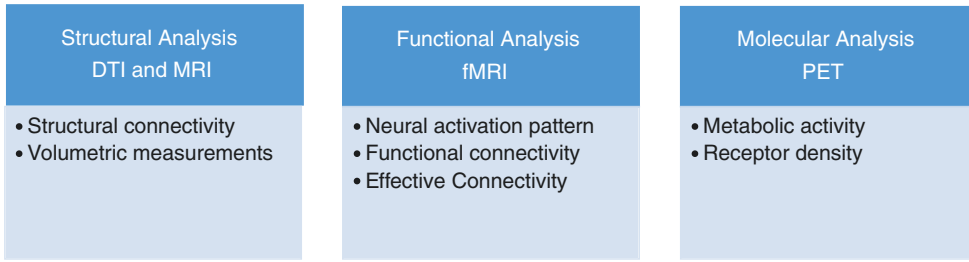 Structural Analysis
DTI and MRI
• Structural connectivity
• Volumetric measurements
Functional Analysis
fMRI
• Neural activation pattern
• Functional connectivity
• Effective Connectivity
Molecular Analysis
PET
• Metabolic activity
• Receptor density